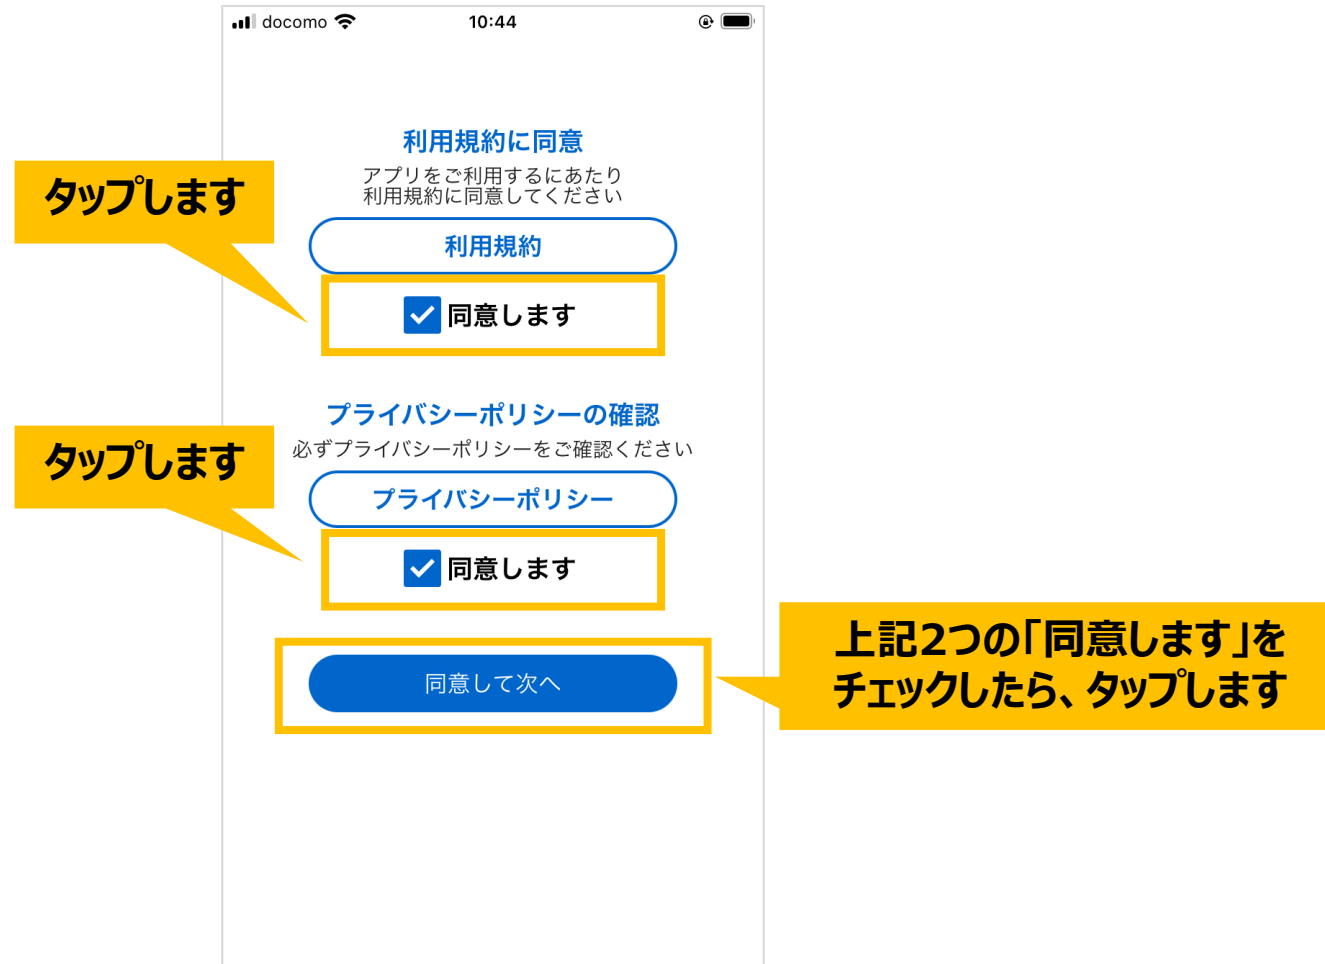 docomo
10:44
利用規約に同意
アプリをご利用するにあたり
利用規約に同意してください
タップします
利用規約
同意します
プライバシーポリシーの確認
必ずプライバシーポリシーをご確認ください
タップします
プライバシーポリシー
同意します
同意して次へ
上記2つの「同意します」を
チェックしたら、タップします